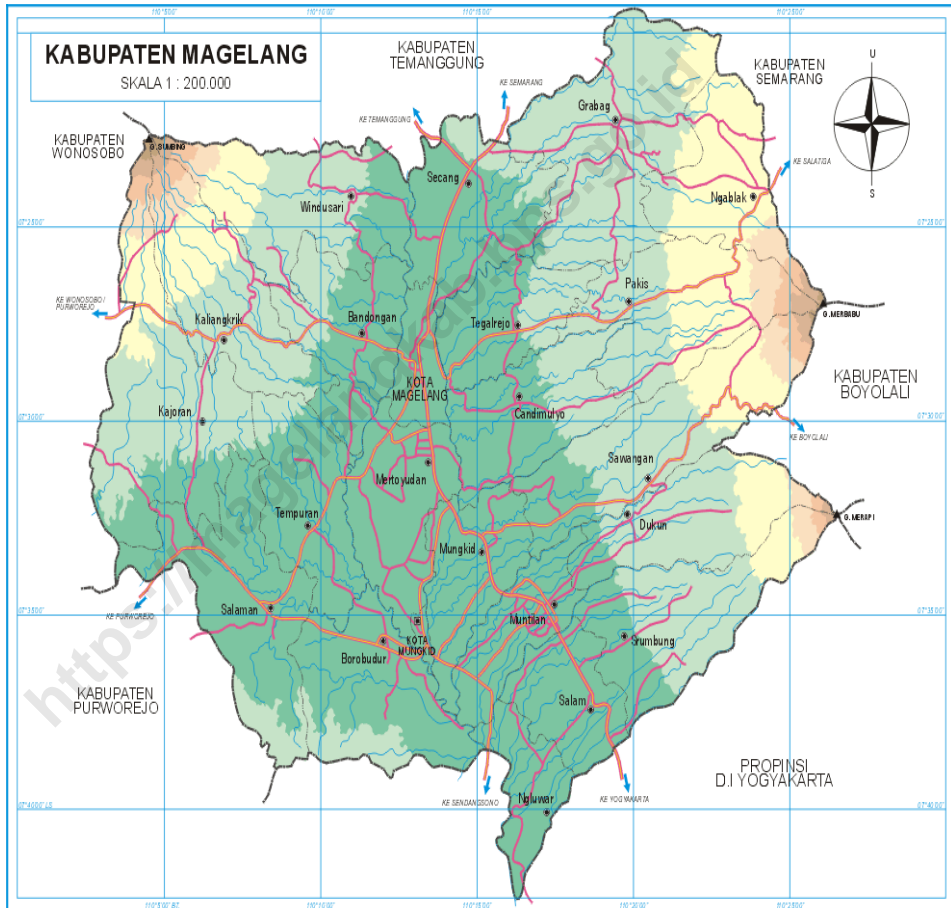 KABUPATEN MAGELANG
SKALA 1 : 200.000
KABUPATEN
TEMANGGUNG
KABUPATEN
SEMARANG
KABUPATEN
WONOSOBO
U
S
KE TEMANGGUNG
KE SEMARANG
KE SALATIGA
G.SUMBING
Grabag
Secang
Windusari
Ngablak
KE WONOSOBO/
PURWOREJO
Kaliangkrik
Bandongan
Tegalrejo
Pakis
G.MERBABU
KOTA
MAGELANG
KABUPATEN
BOYOLALI
Kajoran
Candimulyo
KE BOYOLALI
Mertoyudan
Sawangan
Tempuran
Dukun
G.MERAPI
Mungkid
KE PURWOREJO
Salaman
Muntilan
KOTA
MUNGKID
Borobudur
Srumbung
KABUPATEN
PURWOREJO
Salam
PROPINSI
D.I YOGYAKARTA
KE SENDANGSONO
KE YOGYAKARTA
Ngluwar